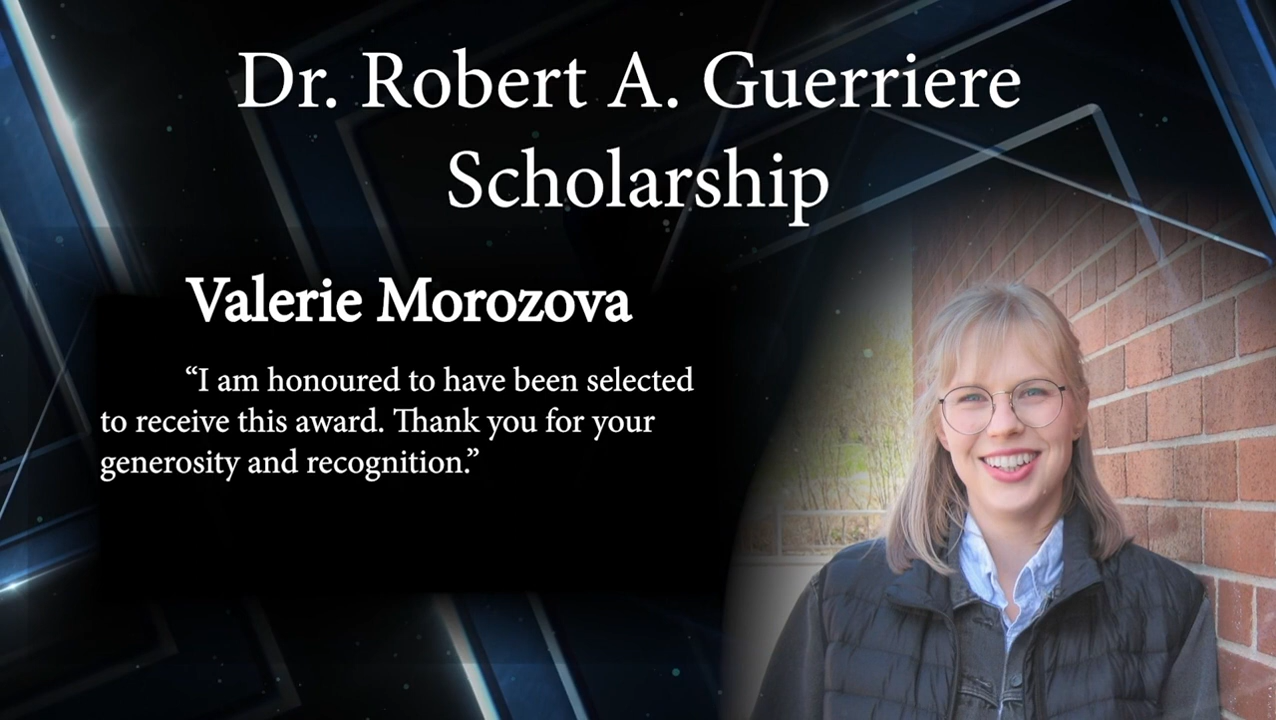 Dr. Robert A. Guerriere
Scholarship
Valerie Morozova
“I am honoured to have been selected
to receive this award. Thank you for your
generosity and recognition.”